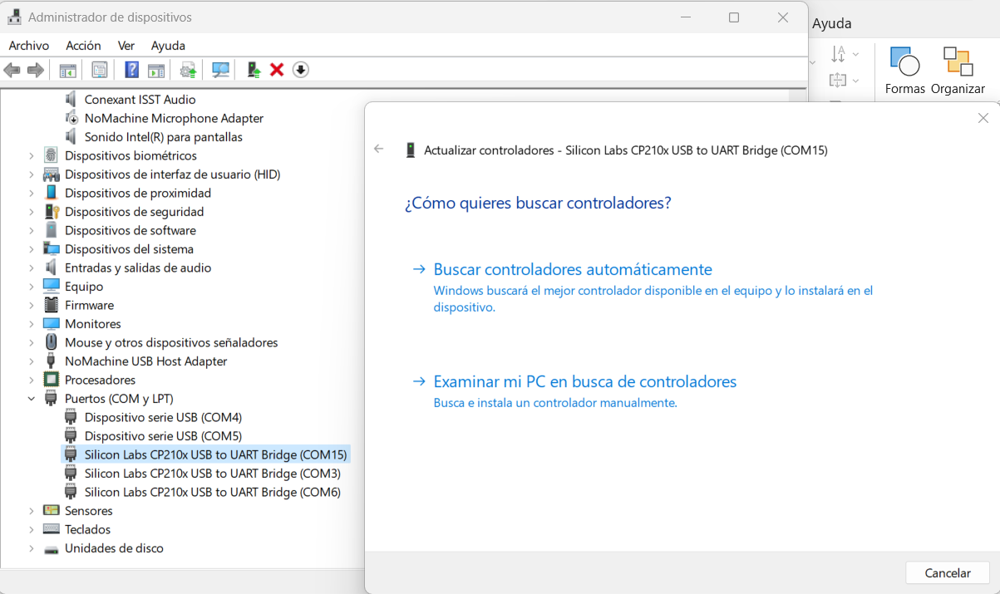 Administrador de dispositivos
Archivo Acción Ver Ayuda
Conexant ISST Audio
NoMachine Microphone Adapter
Sonido Intel(R) para pantallas
Dispositivos biométricos
Dispositivos de interfaz de usuario (HID)
Dispositivos de proximidad
Dispositivos de seguridad
Dispositivos de software
Dispositivos del sistema
Entradas y salidas de audio
Equipo
Firmware
Monitores
Mouse y otros dispositivos señaladores
NoMachine USB Host Adapter
Procesadores
Puertos (COM y LPT)
Dispositivo serie USB (COM4)
Dispositivo serie USB (COM5)
Silicon Labs CP210x USB to UART Bridge (COM15)
Silicon Labs CP210x USB to UART Bridge (COM3)
Silicon Labs CP210x USB to UART Bridge (COM6)
Sensores
Teclados
Unidades de disco
Ayuda
Formas Organizar
Actualizar controladores - Silicon Labs CP210x USB to UART Bridge (COM15)
¿Cómo quieres buscar controladores?
Buscar controladores automáticamente
Windows buscará el mejor controlador disponible en el equipo y lo instalará en el
dispositivo.
Examinar mi PC en busca de controladores
Busca e instala un controlador manualmente.
Cancelar